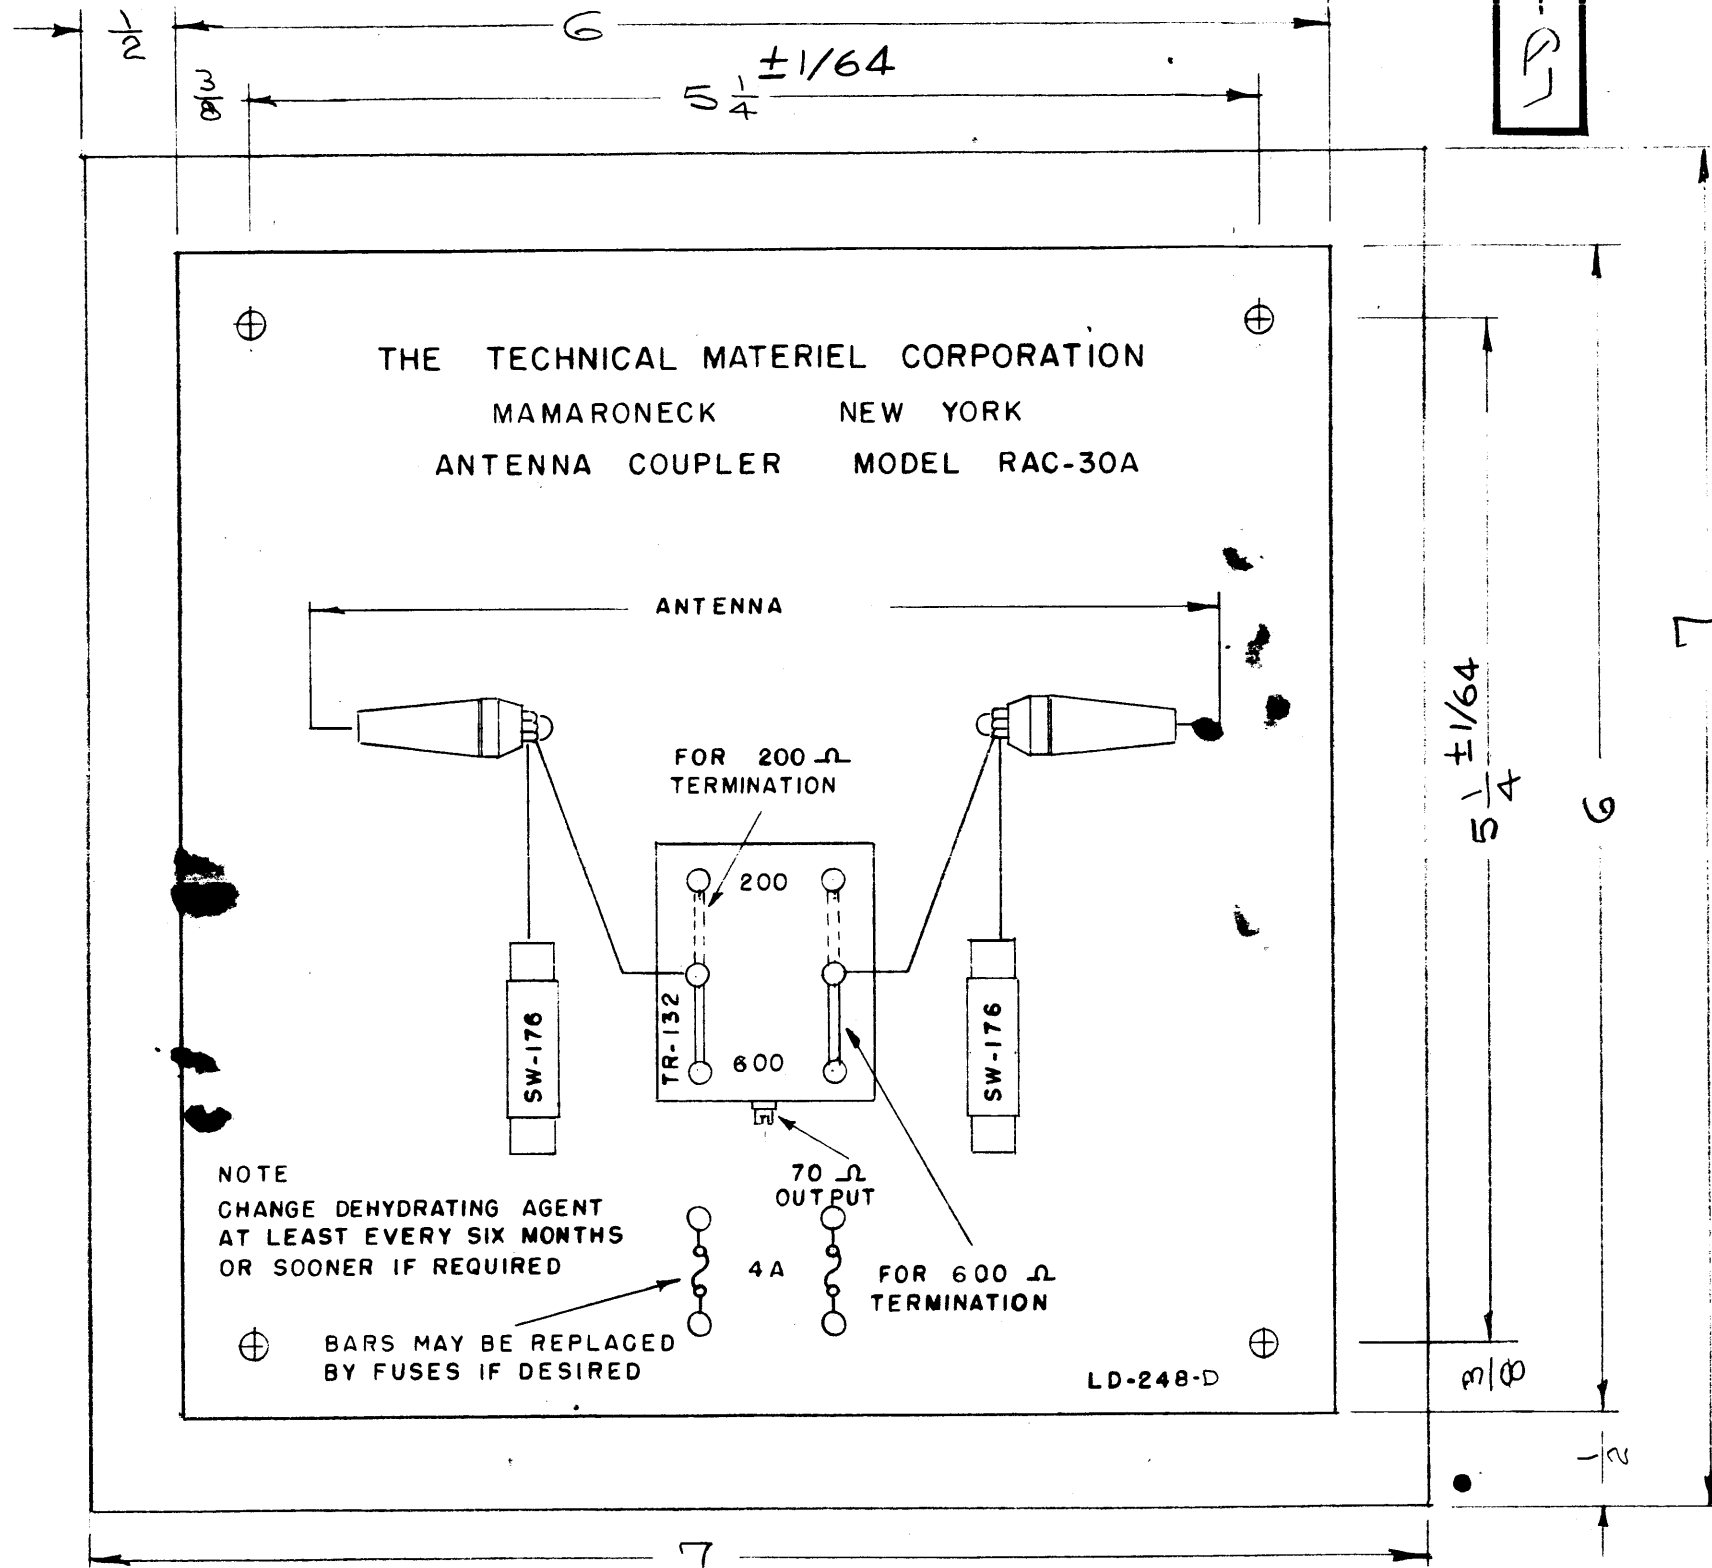 1/2
6
3/8
5 1/4 ±1/64
THE TECHNICAL MATERIEL CORPORATION
MAMARONECK NEW YORK
ANTENNA COUPLER MODEL RAC-30A
ANTENNA
FOR 200 Ω
TERMINATION
200
TR-132
600
SW-176
SW-176
70 Ω
OUTPUT
NOTE
CHANGE DEHYDRATING AGENT
AT LEAST EVERY SIX MONTHS
OR SOONER IF REQUIRED
4A
FOR 600 Ω
TERMINATION
BARS MAY BE REPLACED
BY FUSES IF DESIRED
LD-248-D
5 1/4 ±1/64
6
7
3/8
1/2
7